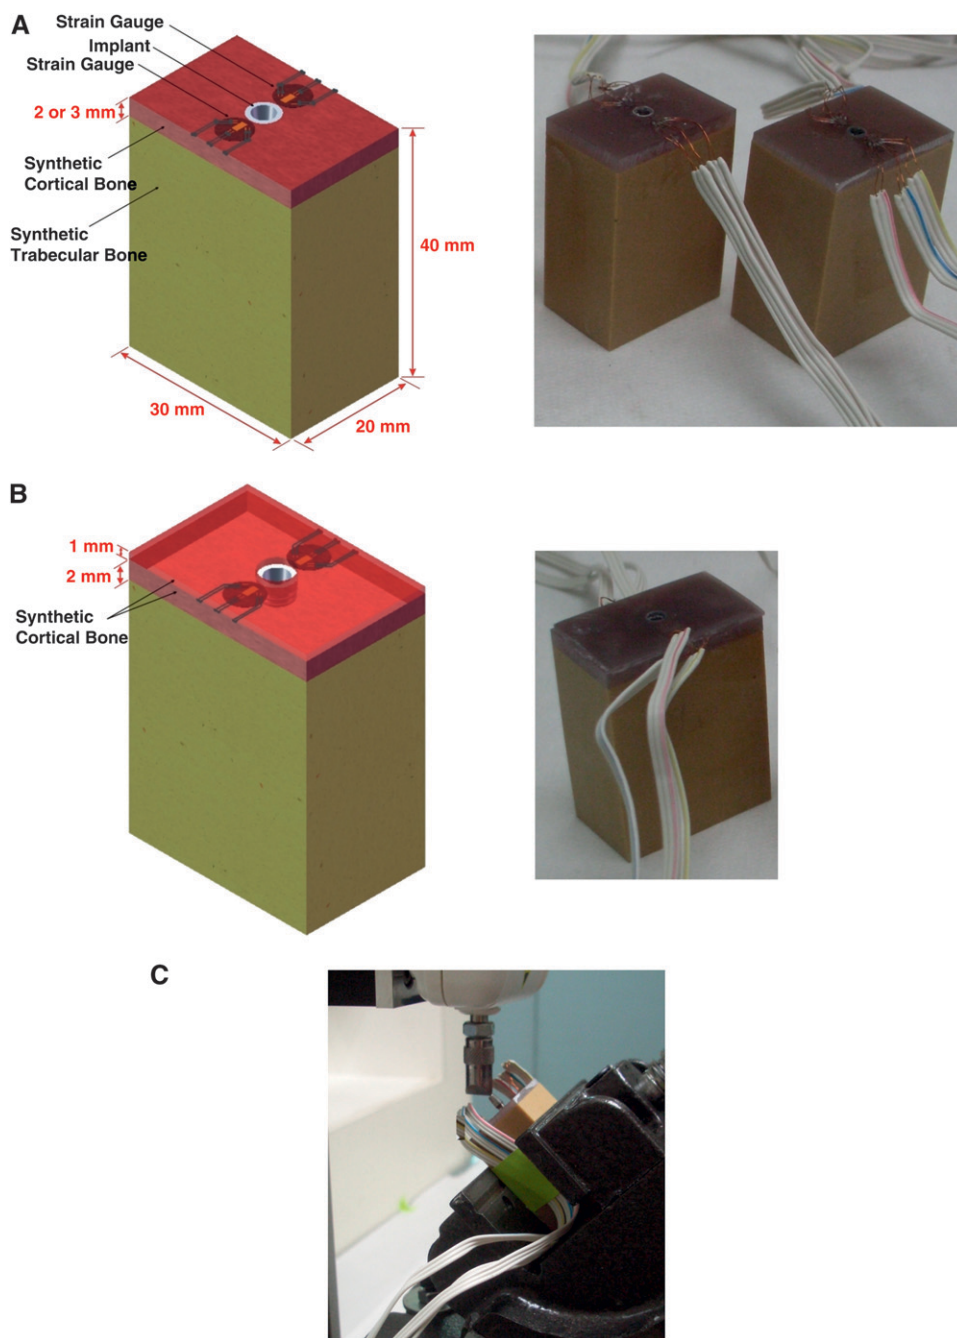 A
Strain Gauge
Implant
Strain Gauge
2 or 3 mm
Synthetic
Cortical Bone
Synthetic
Trabecular Bone
40 mm
30 mm
20 mm
B
1 mm
2 mm
Synthetic
Cortical Bone
C